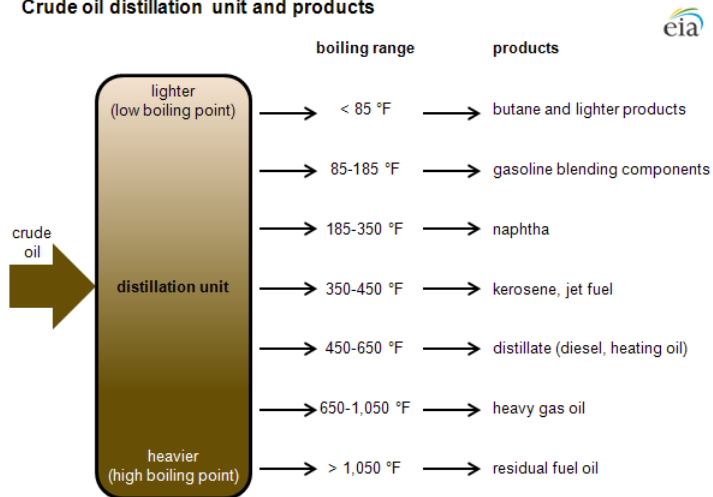 Crude oil distillation unit and products
eia
boiling range products
lighter
(low boiling point)
< 85 °F butane and lighter products
85-185 °F gasoline blending components
185-350 °F naphtha
crude
oil
distillation unit
350-450 °F kerosene, jet fuel
450-650 °F distillate (diesel, heating oil)
650-1,050 °F heavy gas oil
heavier
(high boiling point)
> 1,050 °F residual fuel oil